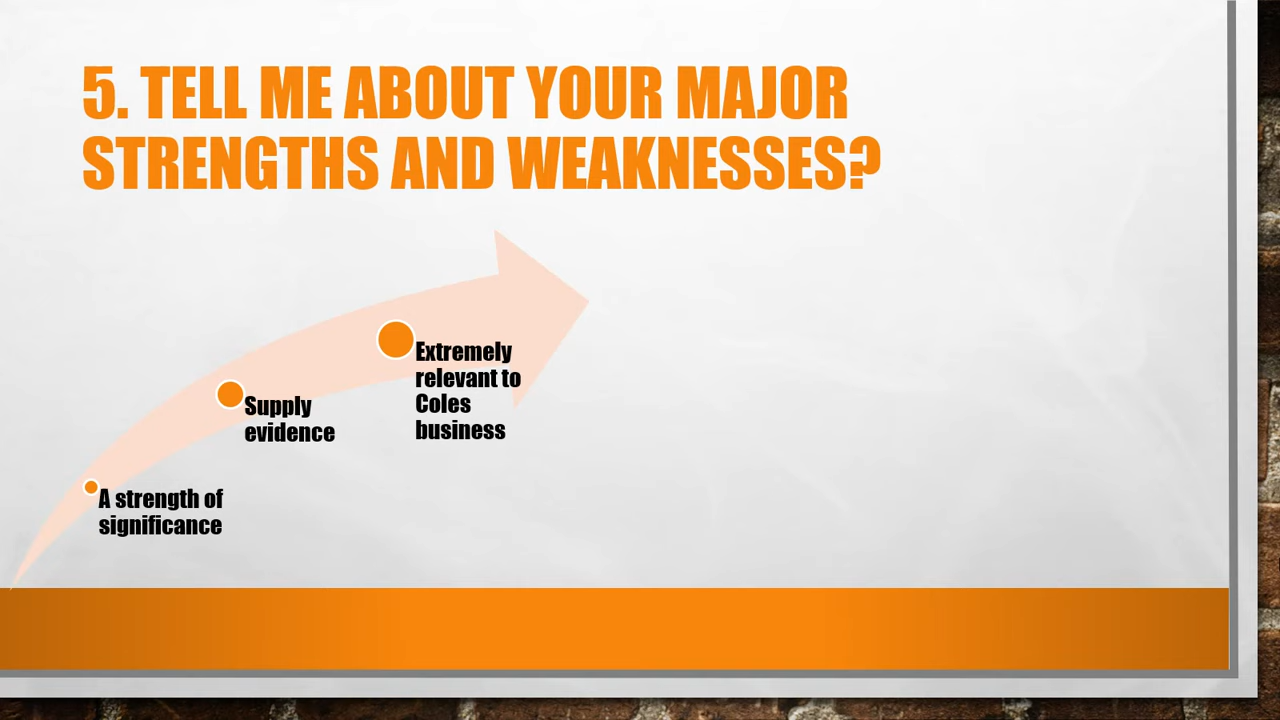 5. TELL ME ABOUT YOUR MAJOR
STRENGTHS AND WEAKNESSES?
A strength of
significance
Supply
evidence
Extremely
relevant to
Coles
business